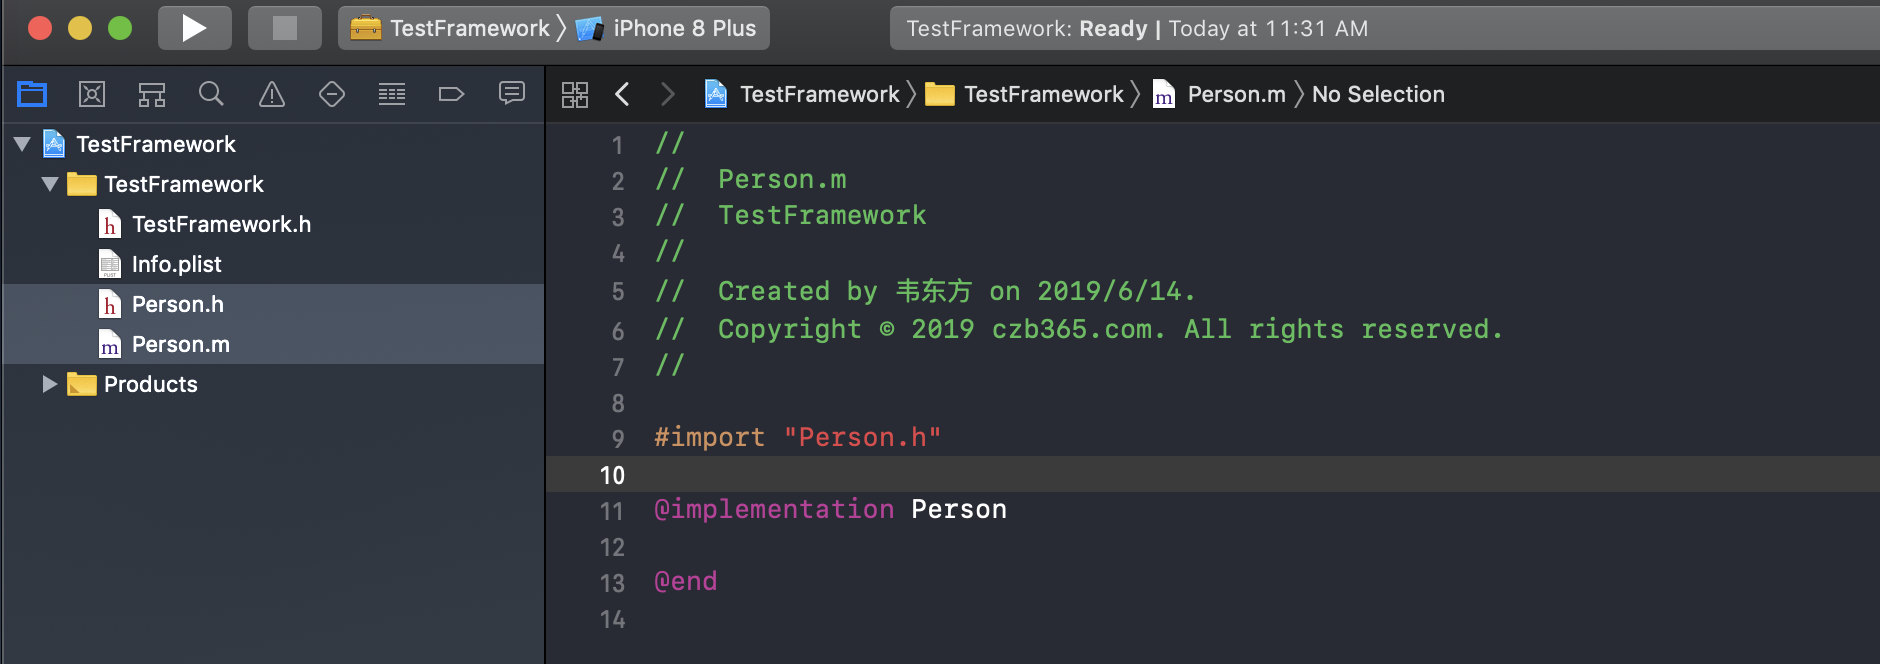 TestFramework 〉 iPhone 8 Plus
TestFramework: Ready | Today at 11:31 AM
TestFramework 〉 TestFramework 〉 m Person.m 〉 No Selection
TestFramework
TestFramework
h TestFramework.h
Info.plist
h Person.h
m Person.m
Products
1 //
2 //  Person.m
3 //  TestFramework
4 //
5 //  Created by 韦东方 on 2019/6/14.
6 //  Copyright © 2019 czb365.com. All rights reserved.
7 //
8
9 #import "Person.h"
10
11 @implementation Person
12
13 @end
14